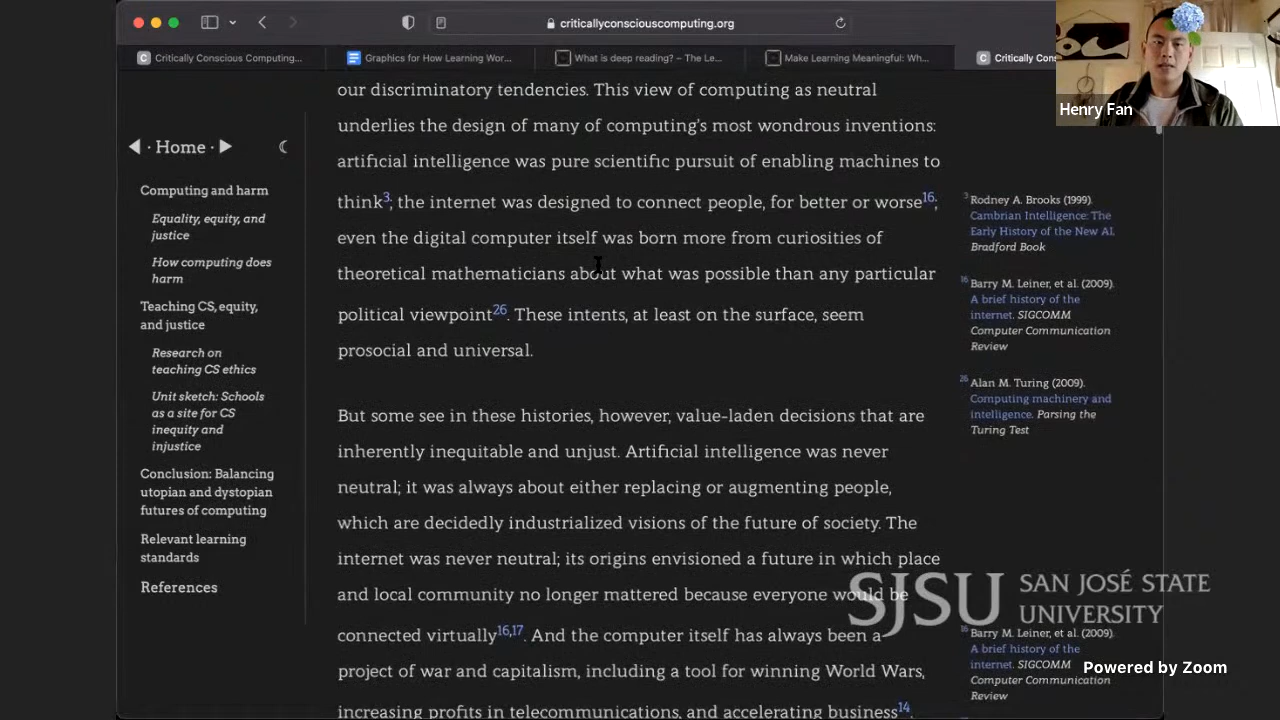 criticallyconsciouscomputing.org
Critically Conscious Computing...
Graphics for How Learning Wor...
What is deep reading? – The Le...
Make Learning Meaningful: Wh...
Critically Con
Henry Fan
◀ · Home · ▶
Computing and harm
Equality, equity, and
justice
How computing does
harm
Teaching CS, equity,
and justice
Research on
teaching CS ethics
Unit sketch: Schools
as a site for CS
inequity and
injustice
Conclusion: Balancing
utopian and dystopian
futures of computing
Relevant learning
standards
References
our discriminatory tendencies. This view of computing as neutral
underlies the design of many of computing's most wondrous inventions:
artificial intelligence was pure scientific pursuit of enabling machines to
think3; the internet was designed to connect people, for better or worse16;
even the digital computer itself was born more from curiosities of
theoretical mathematicians about what was possible than any particular
political viewpoint26. These intents, at least on the surface, seem
prosocial and universal.
But some see in these histories, however, value-laden decisions that are
inherently inequitable and unjust. Artificial intelligence was never
neutral; it was always about either replacing or augmenting people,
which are decidedly industrialized visions of the future of society. The
internet was never neutral; its origins envisioned a future in which place
and local community no longer mattered because everyone would be
connected virtually16,17. And the computer itself has always been a
project of war and capitalism, including a tool for winning World Wars,
increasing profits in telecommunications, and accelerating business14.
3 Rodney A. Brooks (1999).
Cambrian Intelligence: The
Early History of the New AI.
Bradford Book
16 Barry M. Leiner, et al. (2009).
A brief history of the
internet. SIGCOMM
Computer Communication
Review
26 Alan M. Turing (2009).
Computing machinery and
intelligence. Parsing the
Turing Test
16 Barry M. Leiner, et al. (2009).
A brief history of the
internet. SIGCOMM
Computer Communication
Review
SJSU SAN JOSÉ STATE
UNIVERSITY
Powered by Zoom